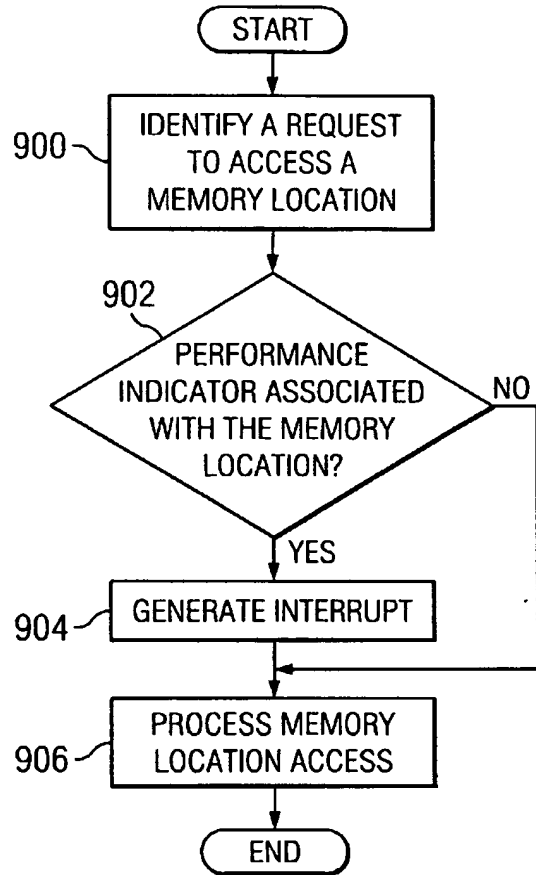 START
900
IDENTIFY A REQUEST
TO ACCESS A
MEMORY LOCATION
902
PERFORMANCE
INDICATOR ASSOCIATED
WITH THE MEMORY
LOCATION?
NO
YES
904
GENERATE INTERRUPT
906
PROCESS MEMORY
LOCATION ACCESS
END